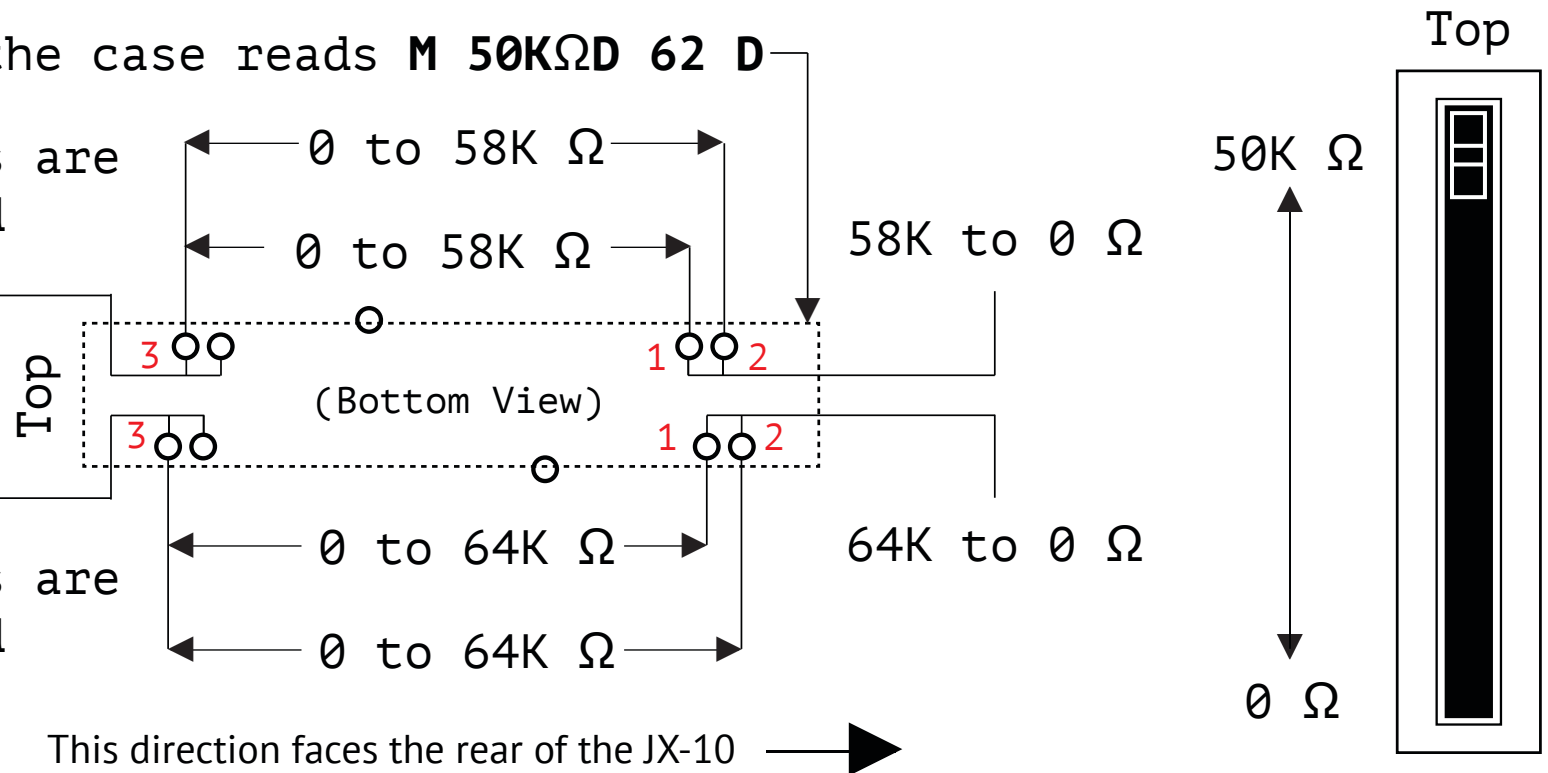 Top
the case reads M 50KΩD 62 D
0 to 58K Ω
are
50K Ω
0 to 58K Ω
58K to 0 Ω
Top
3
1
2
(Bottom View)
3
1
2
0 to 64K Ω
64K to 0 Ω
are
0 to 64K Ω
0 Ω
This direction faces the rear of the JX-10